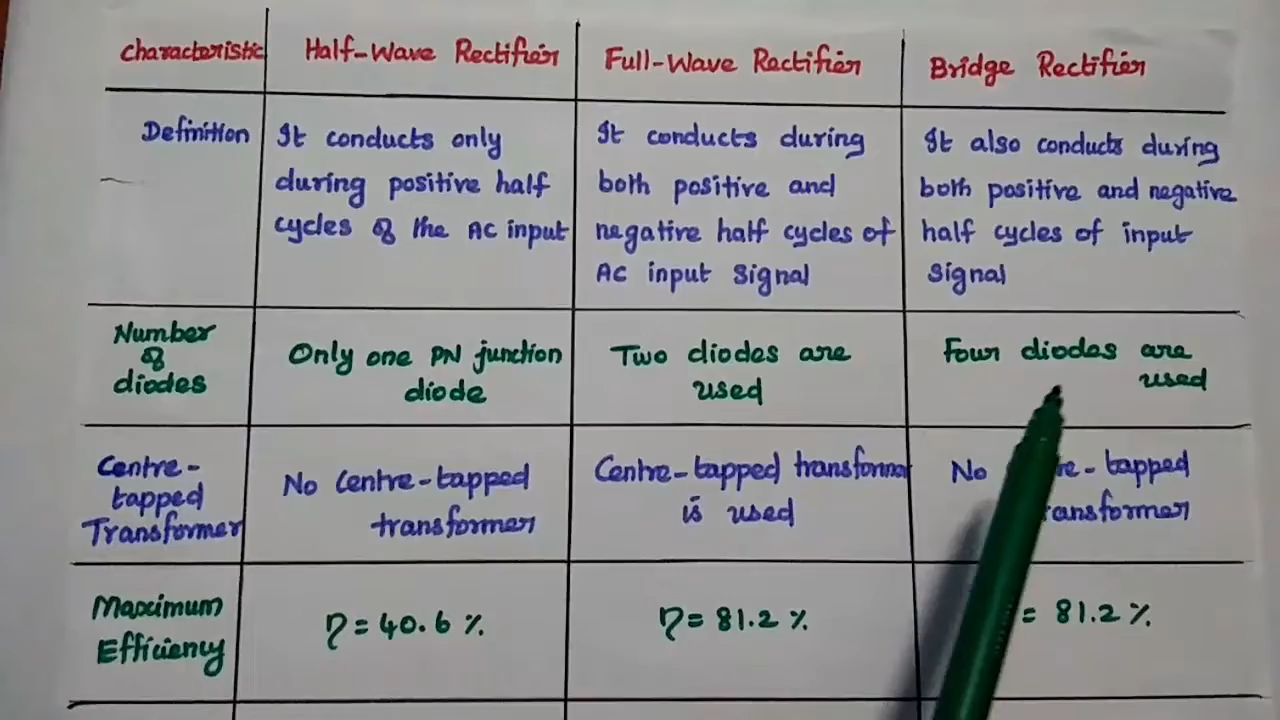 Characteristic
Half-Wave Rectifier
Full-Wave Rectifier
Bridge Rectifier
Definition
It conducts only
during positive half
cycles of the AC input
It conducts during
both positive and
negative half cycles of
AC input Signal
It also conducts during
both positive and negative
half cycles of input
Signal
Number
of
diodes
Only one PN junction
diode
Two diodes are
used
Four diodes are
used
Centre-
tapped
Transformer
No Centre-tapped
transformer
Centre-tapped transformer
is used
No tapped
Maximum
Efficiency
η = 40.6 %
η = 81.2 %
= 81.2 %